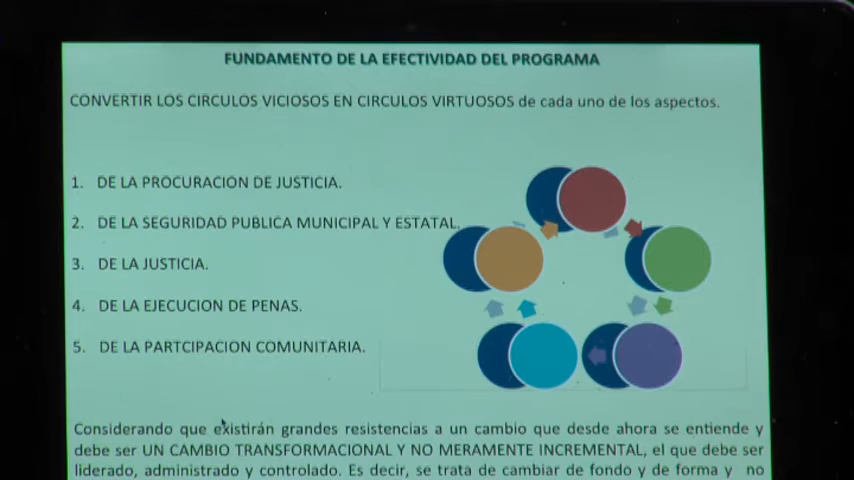 FUNDAMENTO DE LA EFECTIVIDAD DEL PROGRAMA
CONVERTIR LOS CIRCULOS VICIOSOS EN CIRCULOS VIRTUOSOS de cada uno de los aspectos.
1. DE LA PROCURACION DE JUSTICIA.
2. DE LA SEGURIDAD PUBLICA MUNICIPAL Y ESTATAL.
3. DE LA JUSTICIA.
4. DE LA EJECUCION DE PENAS.
5. DE LA PARTCIPACION COMUNITARIA.
Considerando que existirán grandes resistencias a un cambio que desde ahora se entiende y
debe ser UN CAMBIO TRANSFORMACIONAL Y NO MERAMENTE INCREMENTAL, el que debe ser
liderado, administrado y controlado. Es decir, se trata de cambiar de fondo y de forma y no